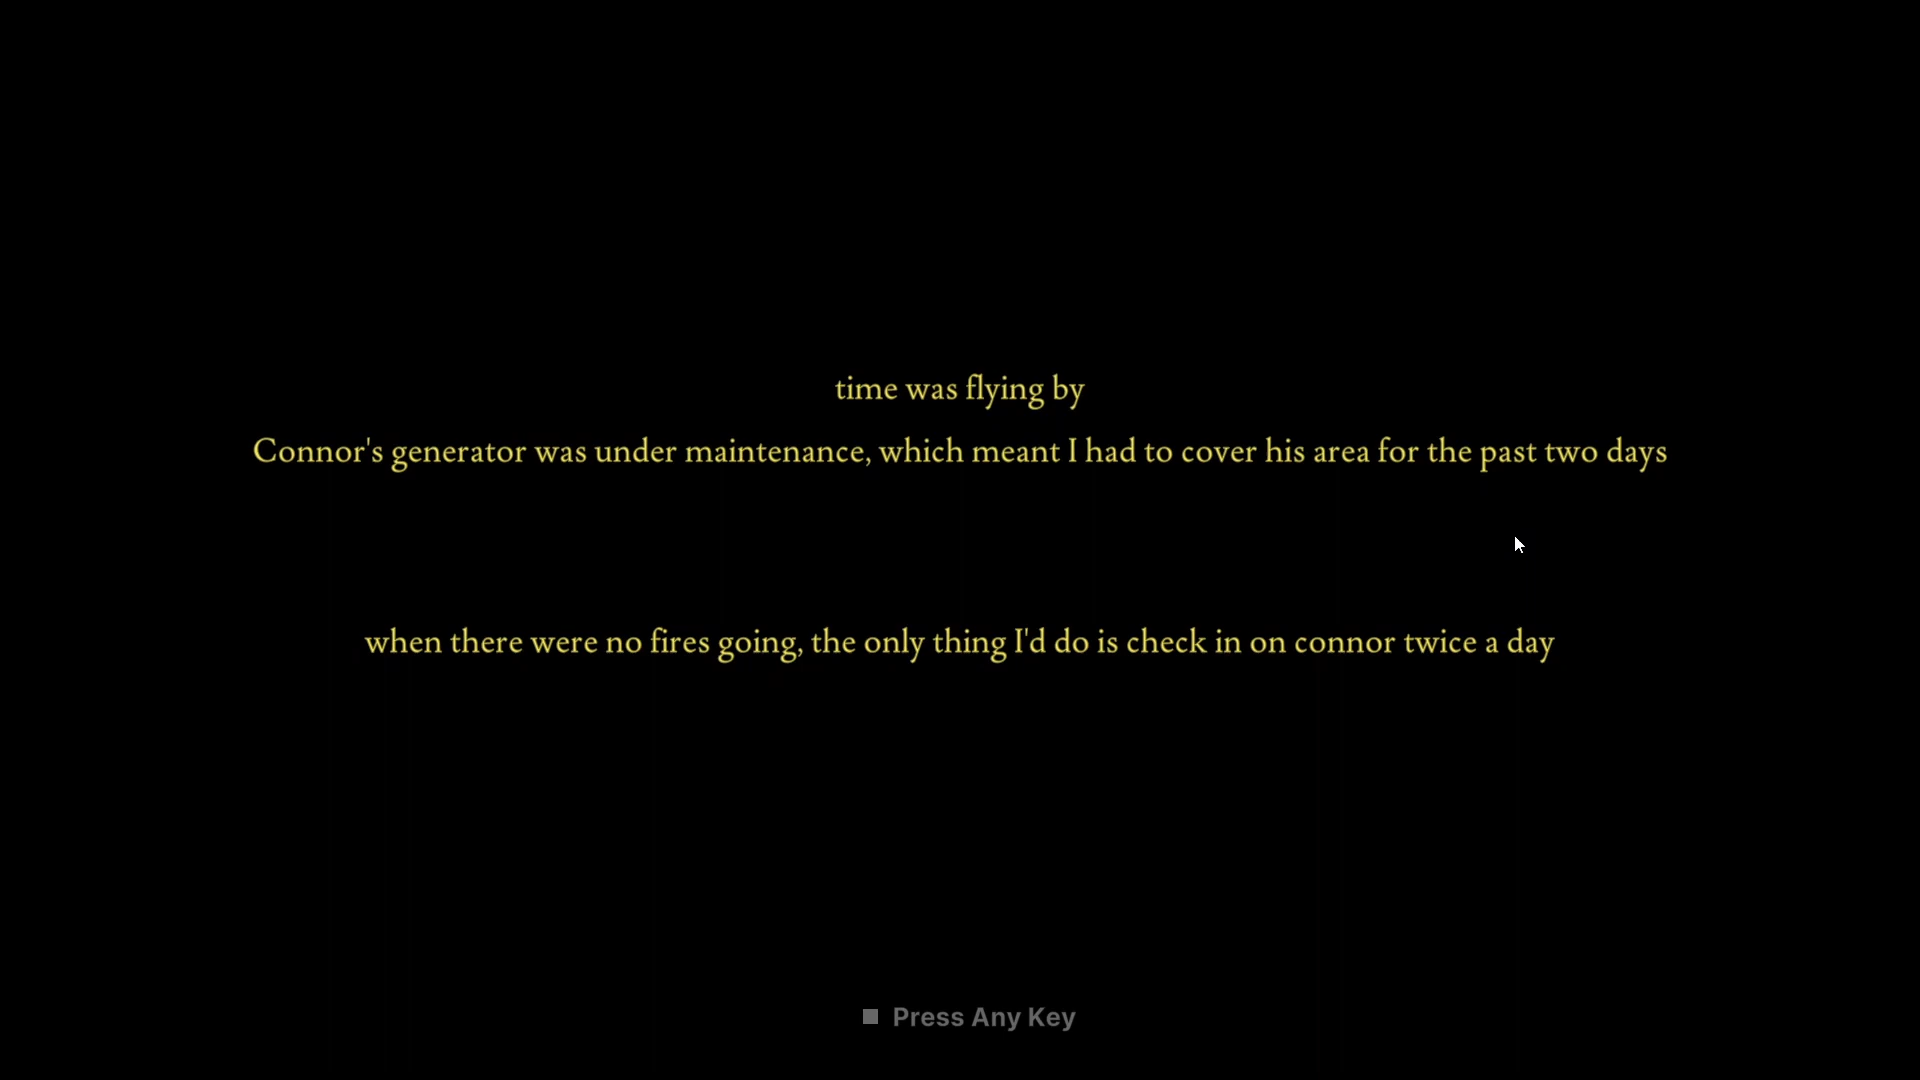 time was flying by
Connor's generator was under maintenance, which meant I had to cover his area for the past two days
when there were no fires going, the only thing I'd do is check in on connor twice a day
Press Any Key